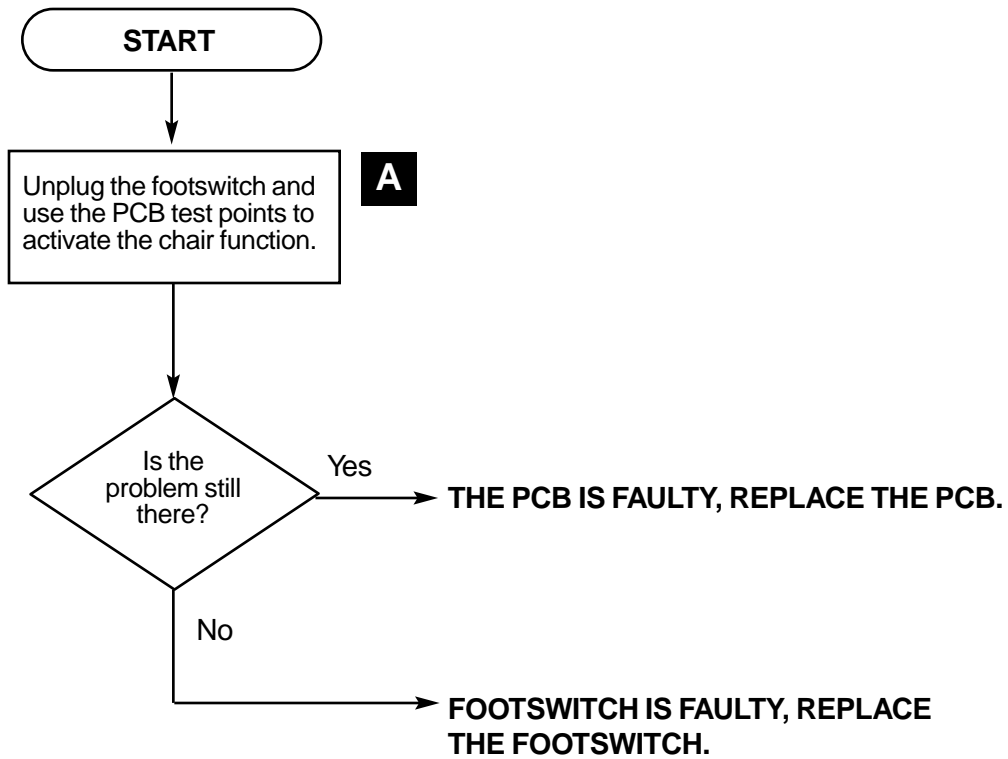 START
Unplug the footswitch and
use the PCB test points to
activate the chair function.
A
Is the
problem still
there?
Yes
THE PCB IS FAULTY, REPLACE THE PCB.
No
FOOTSWITCH IS FAULTY, REPLACE
THE FOOTSWITCH.